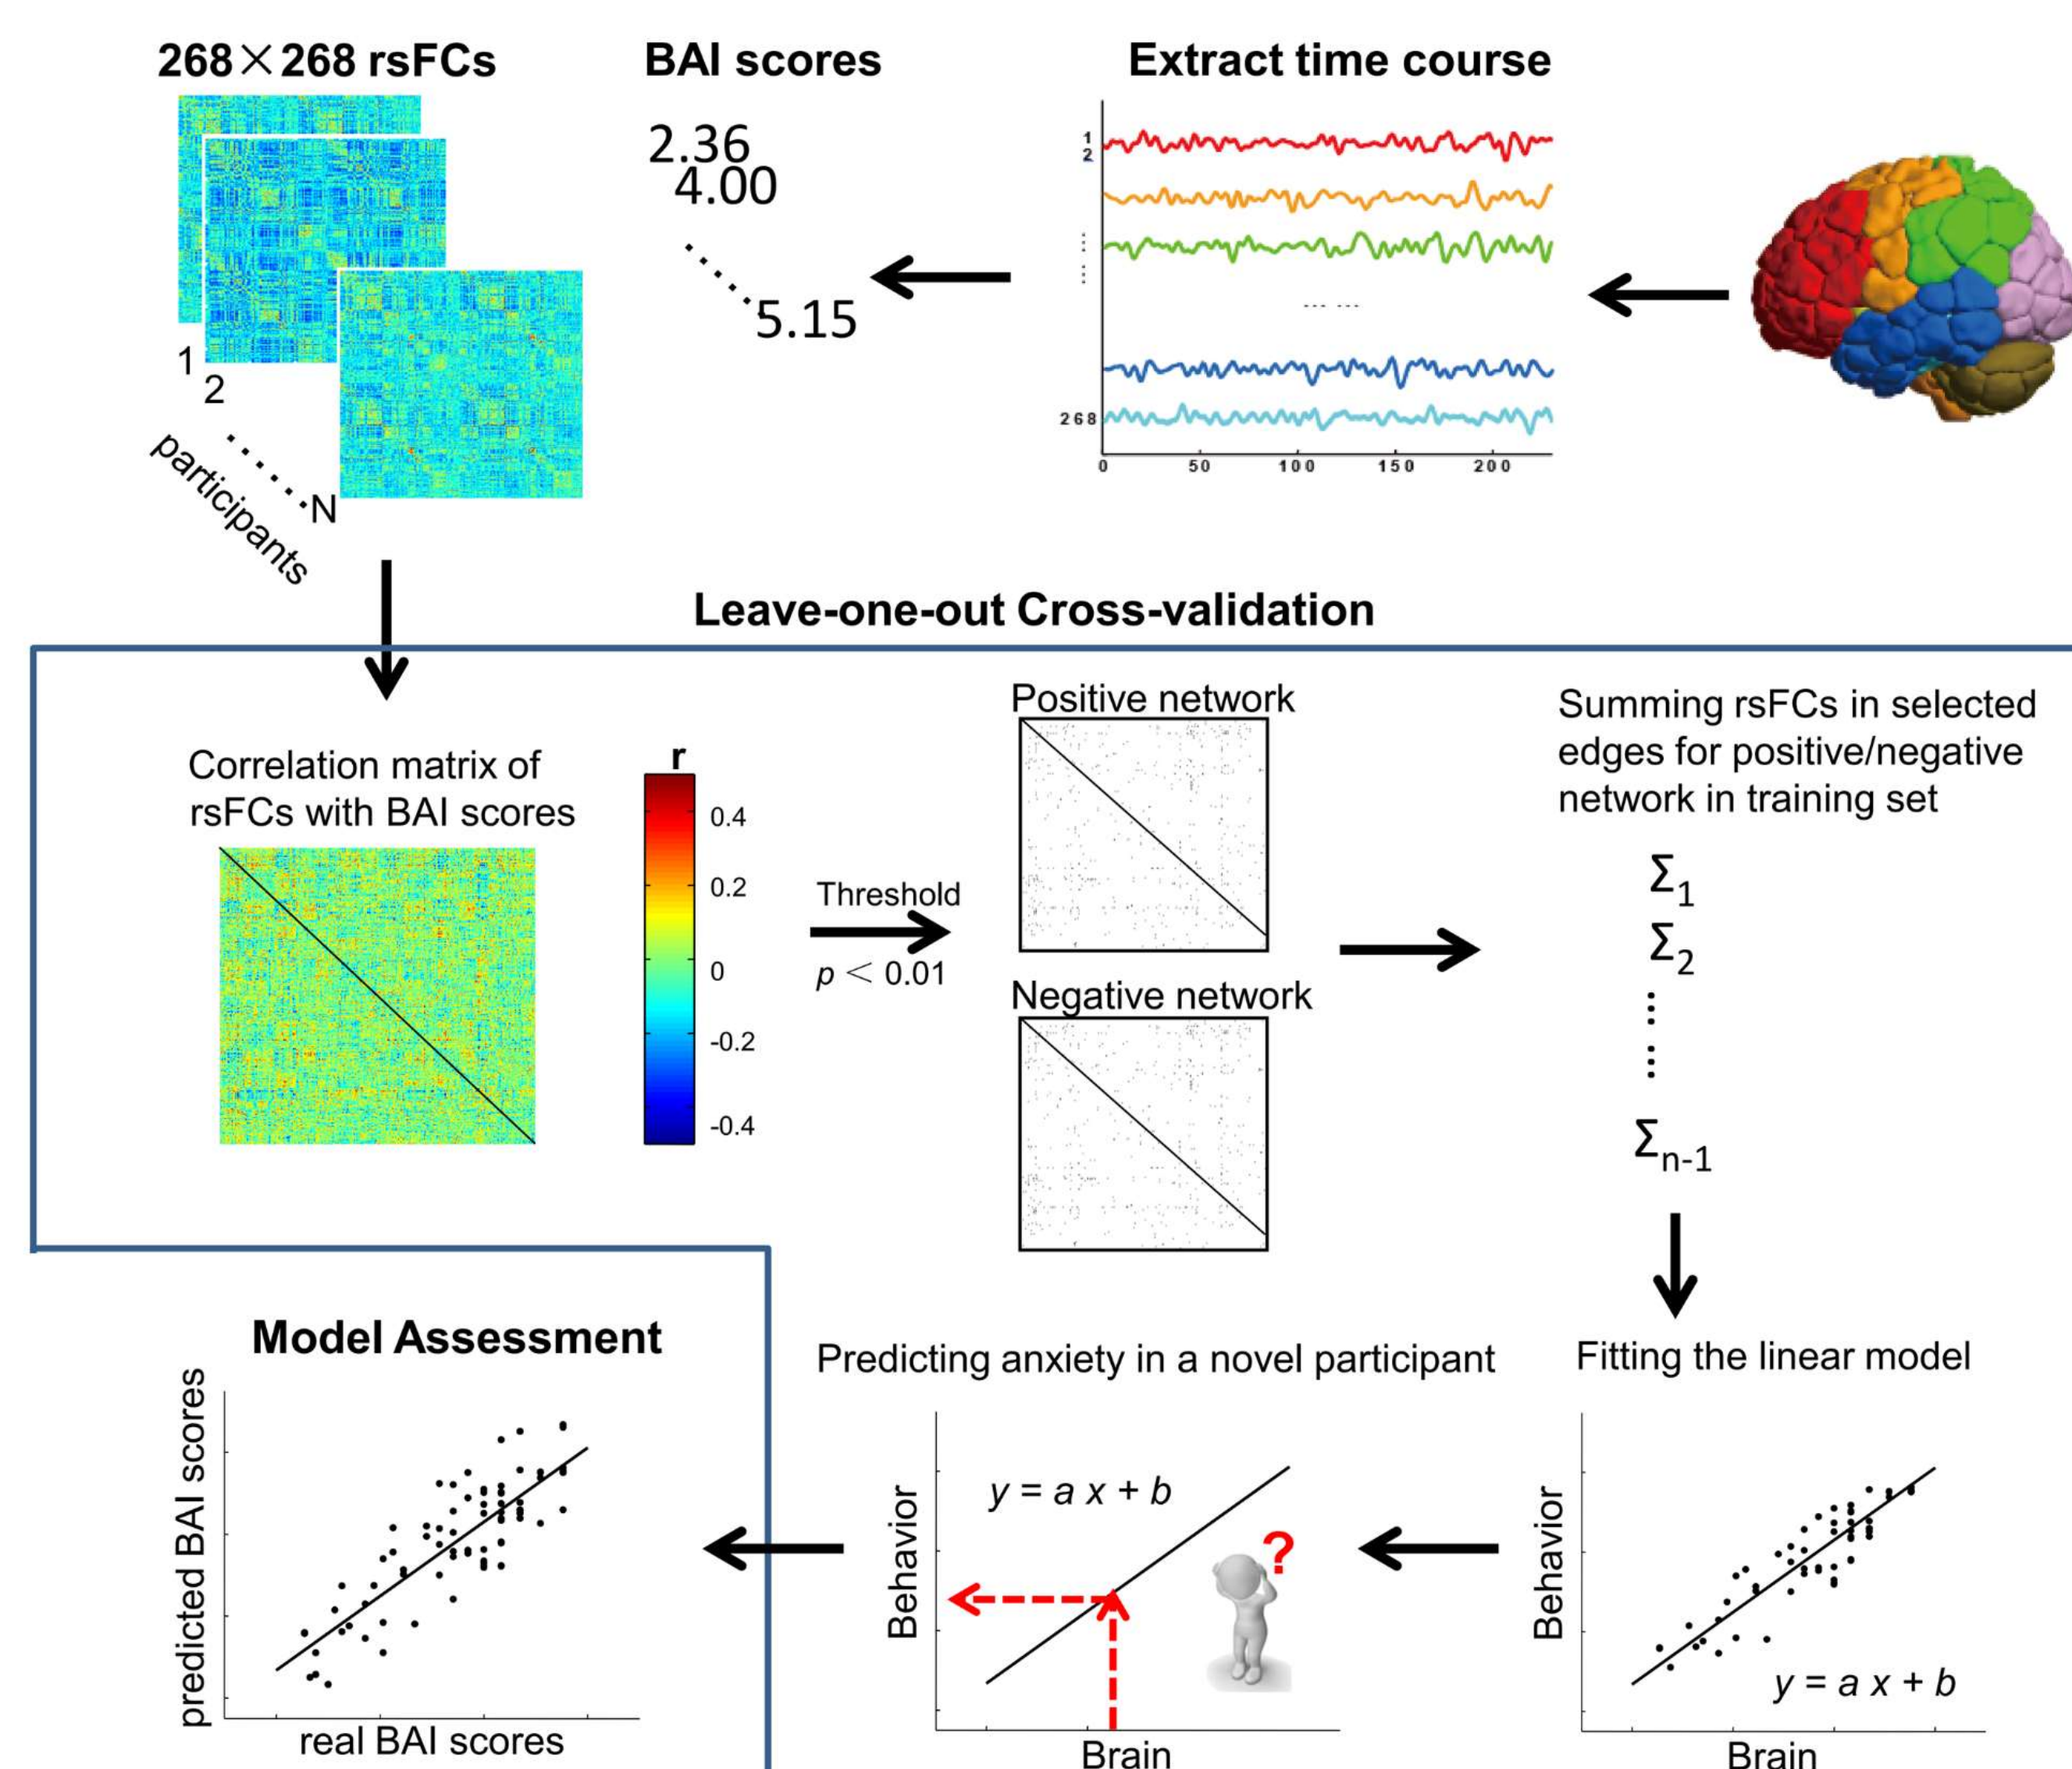 268×268 rsFCs
BAI scores
Extract time course
2.36
4.00
5.15
1
2
268
0 50 100 150 200
1
2
N
participants
Leave-one-out Cross-validation
Correlation matrix of
rsFCs with BAI scores
r
0.4
0.2
0
-0.2
-0.4
Threshold
p < 0.01
Positive network
Negative network
Summing rsFCs in selected
edges for positive/negative
network in training set
Σ1
Σ2
Σn-1
Model Assessment
predicted BAI scores
real BAI scores
Predicting anxiety in a novel participant
Behavior
y = a x + b
?
Brain
Fitting the linear model
Behavior
y = a x + b
Brain